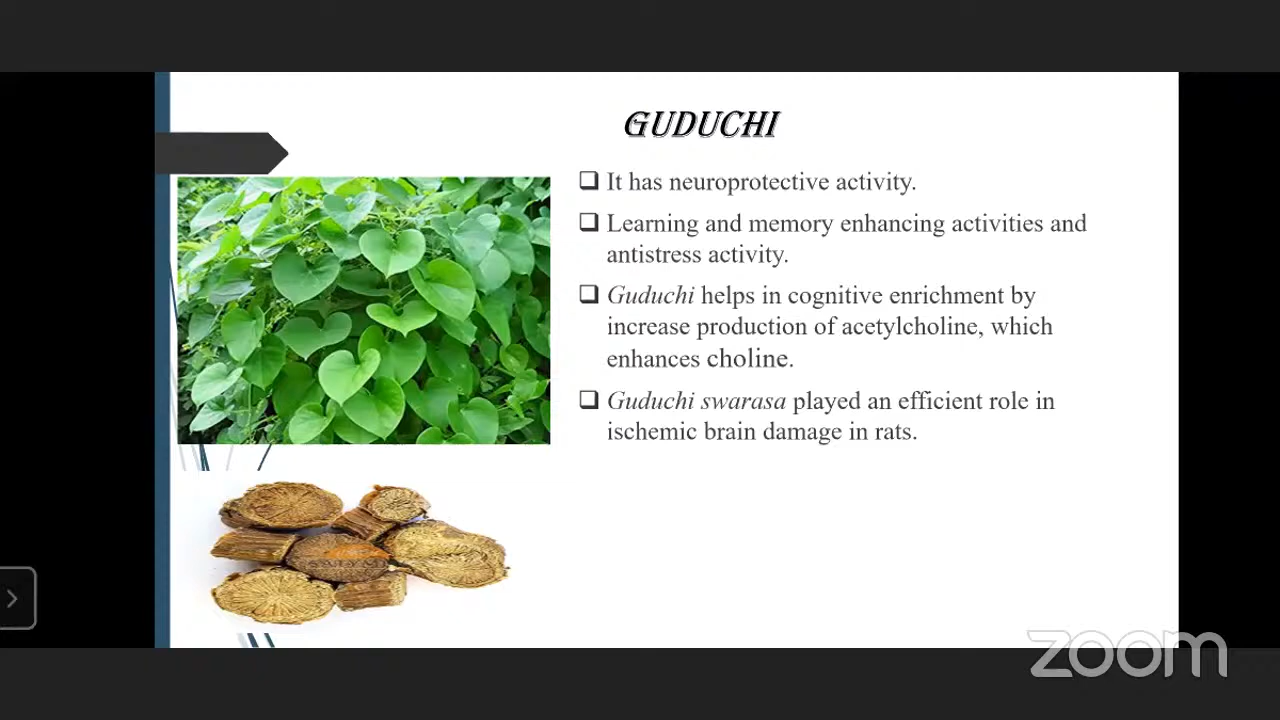 GUDUCHI
It has neuroprotective activity.
Learning and memory enhancing activities and
antistress activity.
Guduchi helps in cognitive enrichment by
increase production of acetylcholine, which
enhances choline.
Guduchi swarasa played an efficient role in
ischemic brain damage in rats.
zoom